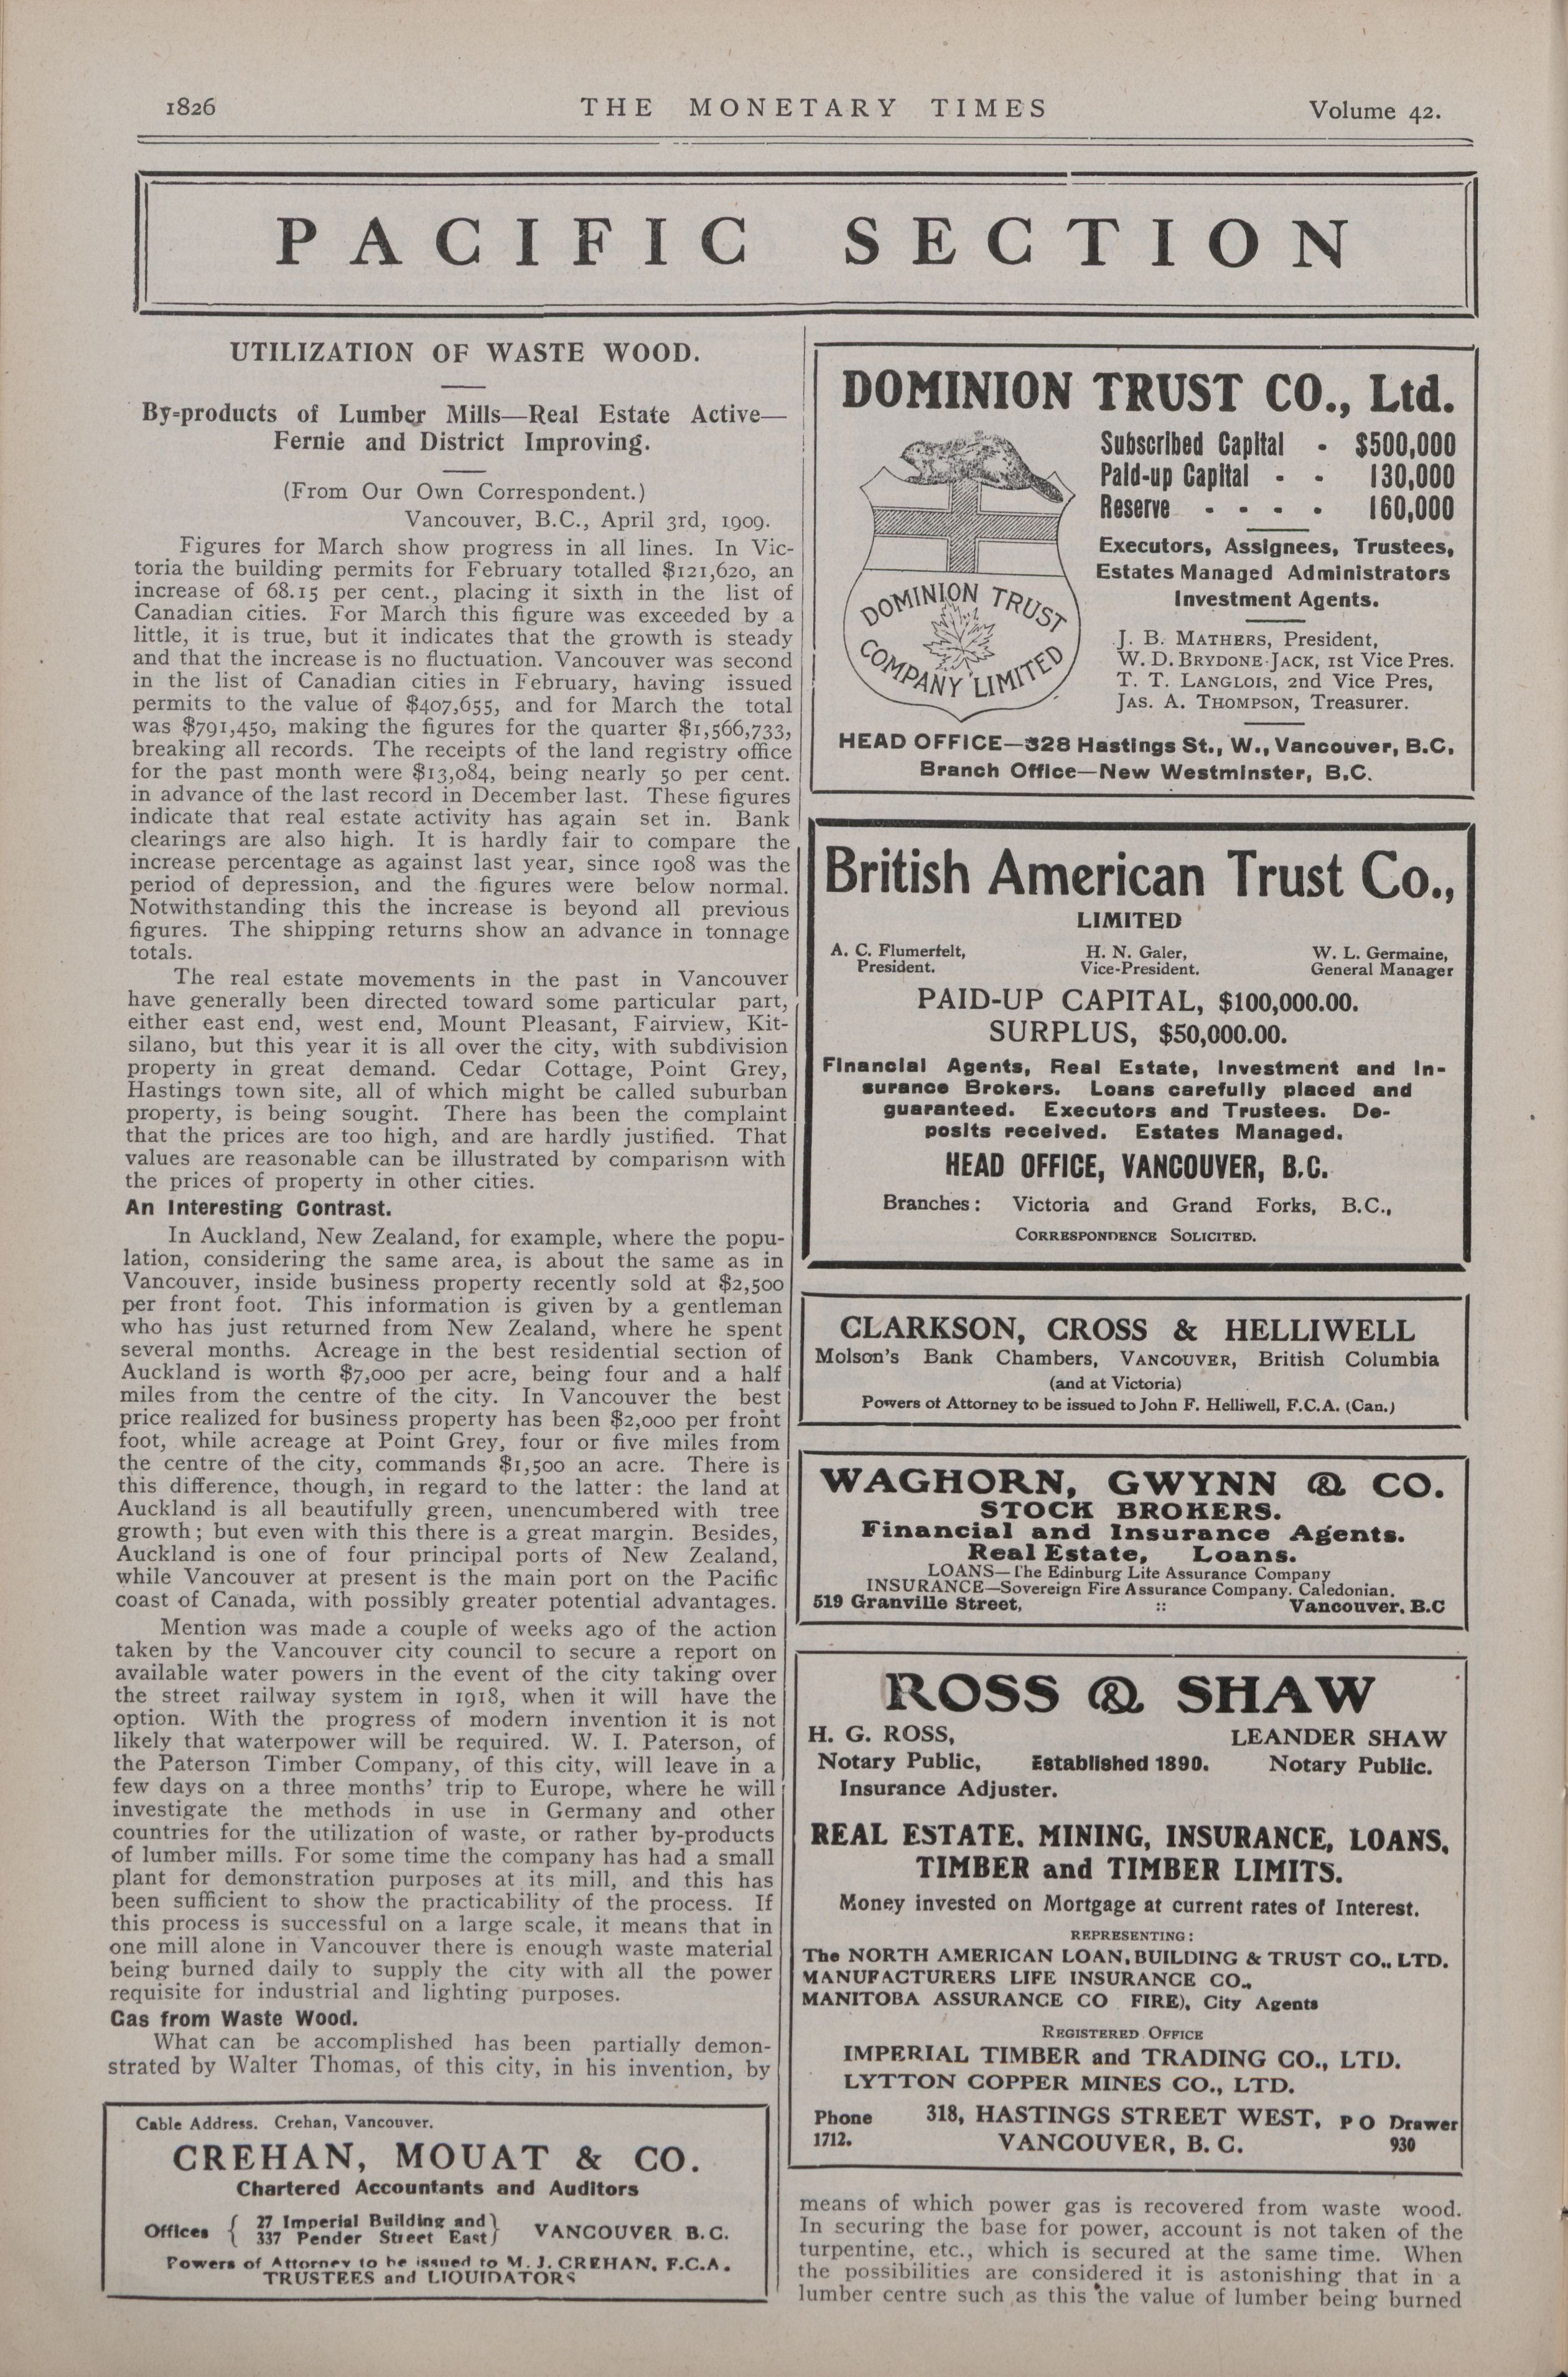 1826
THE MONETARY TIMES
Volume 42.
PACIFIC SECTION
UTILIZATION OF WASTE WOOD.
By-products of Lumber Mills—Real Estate Active—
Fernie and District Improving.
(From Our Own Correspondent.)
Vancouver, B.C., April 3rd, 1909.
Figures for March show progress in all lines. In Vic-
toria the building permits for February totalled $121,620, an
increase of 68.15 per cent., placing it sixth in the list of
Canadian cities. For March this figure was exceeded by a
little, it is true, but it indicates that the growth is steady
and that the increase is no fluctuation. Vancouver was second
in the list of Canadian cities in February, having issued
permits to the value of $407,655, and for March the total
was $791,450, making the figures for the quarter $1,566,733,
breaking all records. The receipts of the land registry office
for the past month were $13,084, being nearly 50 per cent.
in advance of the last record in December last. These figures
indicate that real estate activity has again set in. Bank
clearings are also high. It is hardly fair to compare the
increase percentage as against last year, since 1908 was the
period of depression, and the figures were below normal.
Notwithstanding this the increase is beyond all previous
figures. The shipping returns show an advance in tonnage
totals.
The real estate movements in the past in Vancouver
have generally been directed toward some particular part,
either east end, west end, Mount Pleasant, Fairview, Kit-
silano, but this year it is all over the city, with subdivision
property in great demand. Cedar Cottage, Point Grey,
Hastings town site, all of which might be called suburban
property, is being sought. There has been the complaint
that the prices are too high, and are hardly justified. That
values are reasonable can be illustrated by comparison with
the prices of property in other cities.
An Interesting Contrast.
In Auckland, New Zealand, for example, where the popu-
lation, considering the same area, is about the same as in
Vancouver, inside business property recently sold at $2,500
per front foot. This information is given by a gentleman
who has just returned from New Zealand, where he spent
several months. Acreage in the best residential section of
Auckland is worth $7,000 per acre, being four and a half
miles from the centre of the city. In Vancouver the best
price realized for business property has been $2,000 per front
foot, while acreage at Point Grey, four or five miles from
the centre of the city, commands $1,500 an acre. There is
this difference, though, in regard to the latter: the land at
Auckland is all beautifully green, unencumbered with tree
growth; but even with this there is a great margin. Besides,
Auckland is one of four principal ports of New Zealand,
while Vancouver at present is the main port on the Pacific
coast of Canada, with possibly greater potential advantages.
Mention was made a couple of weeks ago of the action
taken by the Vancouver city council to secure a report on
available water powers in the event of the city taking over
the street railway system in 1918, when it will have the
option. With the progress of modern invention it is not
likely that waterpower will be required. W. I. Paterson, of
the Paterson Timber Company, of this city, will leave in a
few days on a three months' trip to Europe, where he will
investigate the methods in use in Germany and other
countries for the utilization of waste, or rather by-products
of lumber mills. For some time the company has had a small
plant for demonstration purposes at its mill, and this has
been sufficient to show the practicability of the process. If
this process is successful on a large scale, it means that in
one mill alone in Vancouver there is enough waste material
being burned daily to supply the city with all the power
requisite for industrial and lighting purposes.
Gas from Waste Wood.
What can be accomplished has been partially demon-
strated by Walter Thomas, of this city, in his invention, by
Cable Address. Crehan, Vancouver.
CREHAN, MOUAT & CO.
Chartered Accountants and Auditors
Offices { 27 Imperial Building and
337 Pender Street East } VANCOUVER B.C.
Powers of Attorney to be issued to M. J. CREHAN, F.C.A.
TRUSTEES and LIQUIDATORS
DOMINION TRUST CO., Ltd.
Subscribed Capital - $500,000
Paid-up Capital - - 130,000
Reserve - - - - 160,000
Executors, Assignees, Trustees,
Estates Managed Administrators
Investment Agents.
DOMINION TRUST
COMPANY LIMITED
J. B. MATHERS, President,
W. D. BRYDONE-JACK, 1st Vice Pres.
T. T. LANGLOIS, 2nd Vice Pres,
JAS. A. THOMPSON, Treasurer.
HEAD OFFICE—328 Hastings St., W., Vancouver, B.C,
Branch Office—New Westminster, B.C.
British American Trust Co.,
LIMITED
A. C. Flumerfelt, H. N. Galer, W. L. Germaine,
President. Vice-President. General Manager
PAID-UP CAPITAL, $100,000.00.
SURPLUS, $50,000.00.
Financial Agents, Real Estate, Investment and In-
surance Brokers. Loans carefully placed and
guaranteed. Executors and Trustees. De-
posits received. Estates Managed.
HEAD OFFICE, VANCOUVER, B.C.
Branches: Victoria and Grand Forks, B.C.,
CORRESPONDENCE SOLICITED.
CLARKSON, CROSS & HELLIWELL
Molson's Bank Chambers, VANCOUVER, British Columbia
(and at Victoria)
Powers of Attorney to be issued to John F. Helliwell, F.C.A. (Can.)
WAGHORN, GWYNN & CO.
STOCK BROKERS.
Financial and Insurance Agents.
Real Estate, Loans.
LOANS—The Edinburg Life Assurance Company
INSURANCE—Sovereign Fire Assurance Company. Caledonian.
519 Granville Street, :: Vancouver, B.C
ROSS & SHAW
H. G. ROSS, LEANDER SHAW
Notary Public, Established 1890. Notary Public.
Insurance Adjuster.
REAL ESTATE. MINING, INSURANCE, LOANS,
TIMBER and TIMBER LIMITS.
Money invested on Mortgage at current rates of Interest.
REPRESENTING:
The NORTH AMERICAN LOAN, BUILDING & TRUST CO., LTD.
MANUFACTURERS LIFE INSURANCE CO.,
MANITOBA ASSURANCE CO FIRE), City Agents
REGISTERED OFFICE
IMPERIAL TIMBER and TRADING CO., LTD.
LYTTON COPPER MINES CO., LTD.
Phone 318, HASTINGS STREET WEST, P O Drawer
1712. VANCOUVER, B. C. 930
means of which power gas is recovered from waste wood.
In securing the base for power, account is not taken of the
turpentine, etc., which is secured at the same time. When
the possibilities are considered it is astonishing that in a
lumber centre such as this the value of lumber being burned